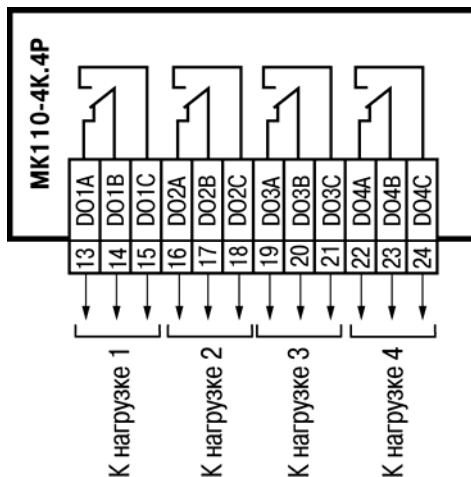 МК110-4К.4Р
DO1A
DO1B
DO1C
DO2A
DO2B
DO2C
DO3A
DO3B
DO3C
DO4A
DO4B
DO4C
13
14
15
16
17
18
19
20
21
22
23
24
К нагрузке 1
К нагрузке 2
К нагрузке 3
К нагрузке 4